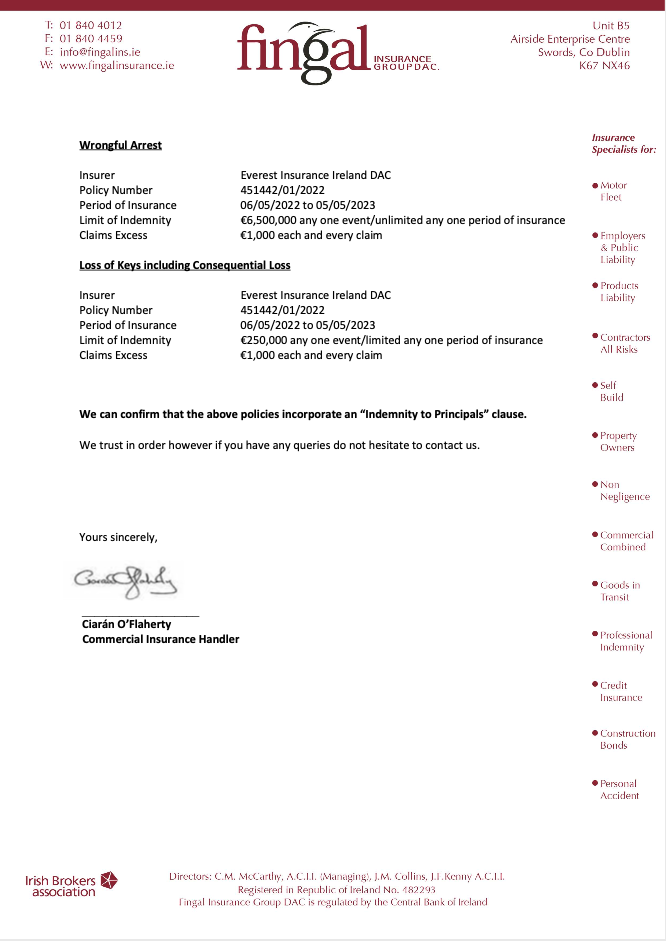 T: 01 840 4012
F: 01 840 4459
E: info@fingalins.ie
W: www.fingalinsurance.ie
fingal INSURANCE
GROUP DAC.
Unit B5
Airside Enterprise Centre
Swords, Co Dublin
K67 NX46
Wrongful Arrest
Insurer Everest Insurance Ireland DAC
Policy Number 451442/01/2022
Period of Insurance 06/05/2022 to 05/05/2023
Limit of Indemnity €6,500,000 any one event/unlimited any one period of insurance
Claims Excess €1,000 each and every claim
Loss of Keys including Consequential Loss
Insurer Everest Insurance Ireland DAC
Policy Number 451442/01/2022
Period of Insurance 06/05/2022 to 05/05/2023
Limit of Indemnity €250,000 any one event/limited any one period of insurance
Claims Excess €1,000 each and every claim
We can confirm that the above policies incorporate an “Indemnity to Principals” clause.
We trust in order however if you have any queries do not hesitate to contact us.
Yours sincerely,
Ciarán O’Flaherty
Commercial Insurance Handler
Insurance
Specialists for:
Motor
Fleet
Employers
& Public
Liability
Products
Liability
Contractors
All Risks
Self
Build
Property
Owners
Non
Negligence
Commercial
Combined
Goods in
Transit
Professional
Indemnity
Credit
Insurance
Construction
Bonds
Personal
Accident
Irish Brokers
association
Directors: C.M. McCarthy, A.C.I.I. (Managing), J.M. Collins, J.F.Kenny A.C.I.I.
Registered in Republic of Ireland No. 482293
Fingal Insurance Group DAC is regulated by the Central Bank of Ireland